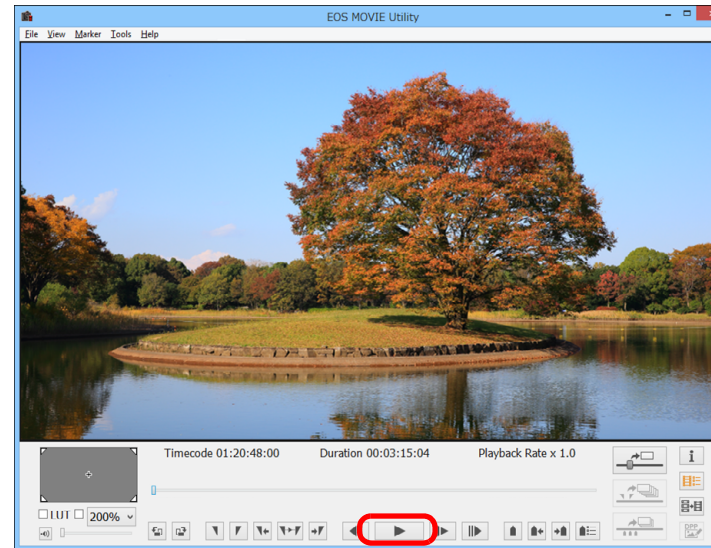 EOS MOVIE Utility
File View Marker Tools Help
Timecode 01:20:48:00 Duration 00:03:15:04 Playback Rate x 1.0
LUT 200%
DPP